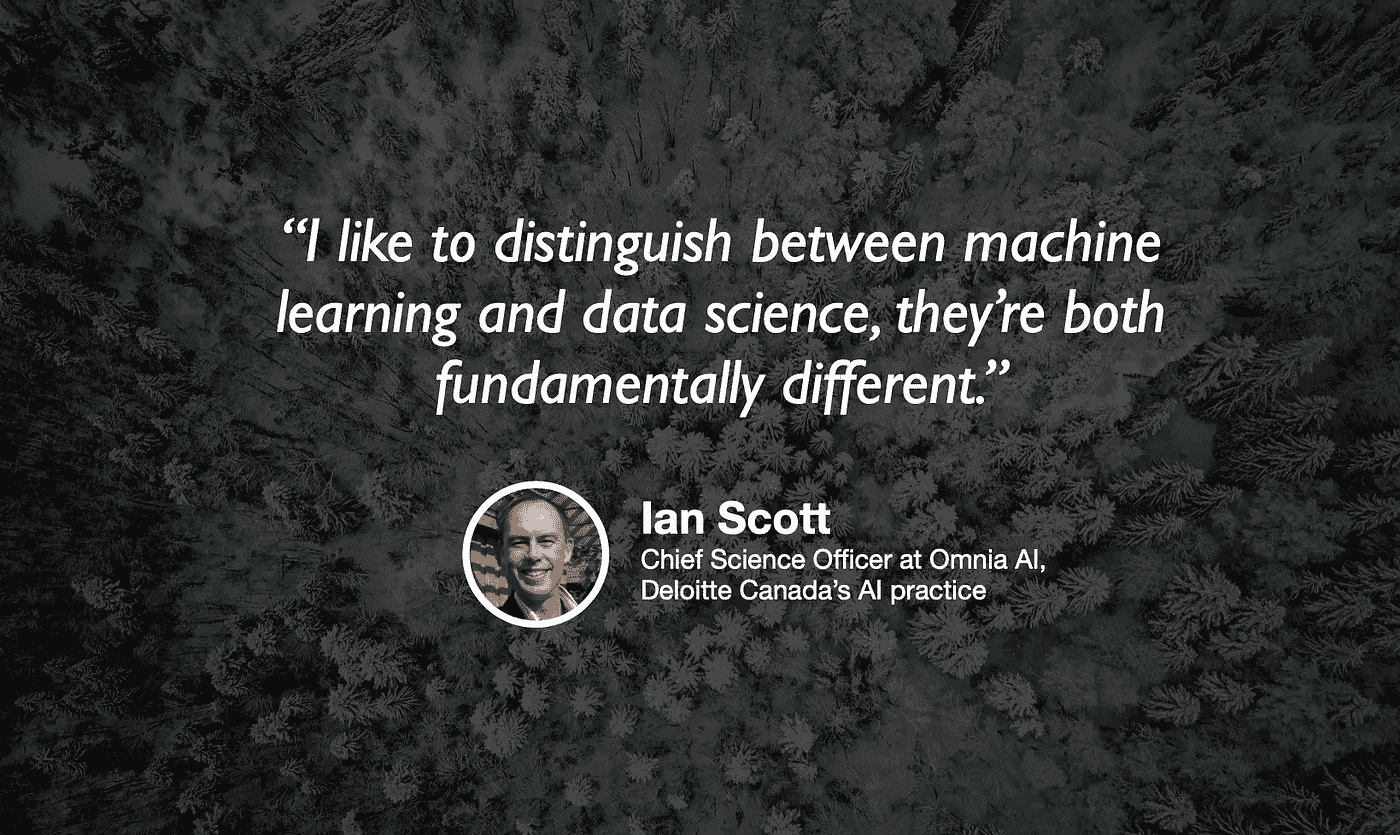 “I like to distinguish between machine
learning and data science, they’re both
fundamentally different.”
Ian Scott
Chief Science Officer at Omnia AI,
Deloitte Canada’s AI practice